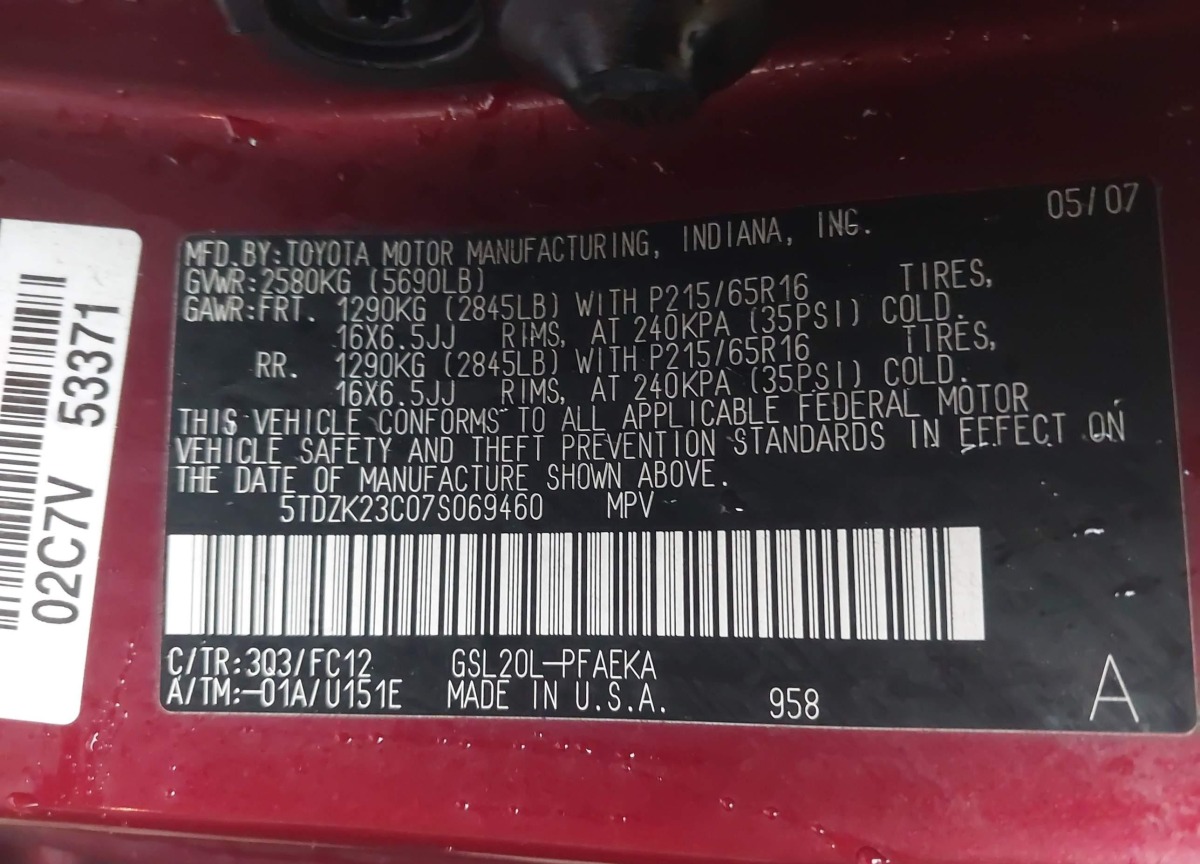 05/07
MFD.BY:TOYOTA MOTOR MANUFACTURING, INDIANA, INC.
GVWR:2580KG (5690LB)
GAWR:FRT. 1290KG (2845LB) WITH P215/65R16 TIRES,
16X6.5JJ RIMS, AT 240KPA (35PSI) COLD.
RR. 1290KG (2845LB) WITH P215/65R16 TIRES,
16X6.5JJ RIMS, AT 240KPA (35PSI) COLD.
THIS VEHICLE CONFORMS TO ALL APPLICABLE FEDERAL MOTOR
VEHICLE SAFETY AND THEFT PREVENTION STANDARDS IN EFFECT ON
THE DATE OF MANUFACTURE SHOWN ABOVE.
5TDZK23C07S069460 MPV
C/TR:3Q3/FC12 GSL20L-PFAEKA
A/TM:-01A/U151E MADE IN U.S.A. 958 A
02C7V 53371